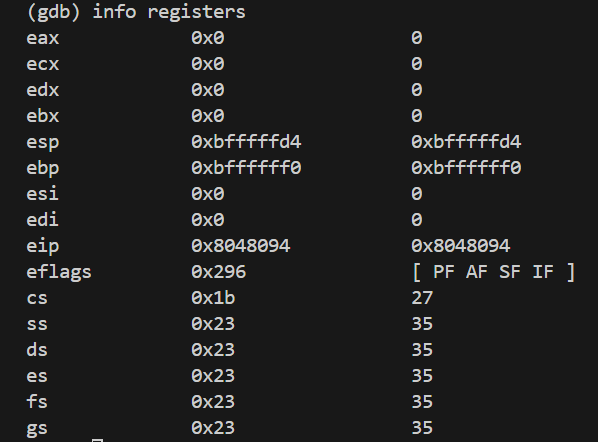 (gdb) info registers
eax 0x0 0
ecx 0x0 0
edx 0x0 0
ebx 0x0 0
esp 0xbfffffd4 0xbfffffd4
ebp 0xbffffff0 0xbffffff0
esi 0x0 0
edi 0x0 0
eip 0x8048094 0x8048094
eflags 0x296 [ PF AF SF IF ]
cs 0x1b 27
ss 0x23 35
ds 0x23 35
es 0x23 35
fs 0x23 35
gs 0x23 35